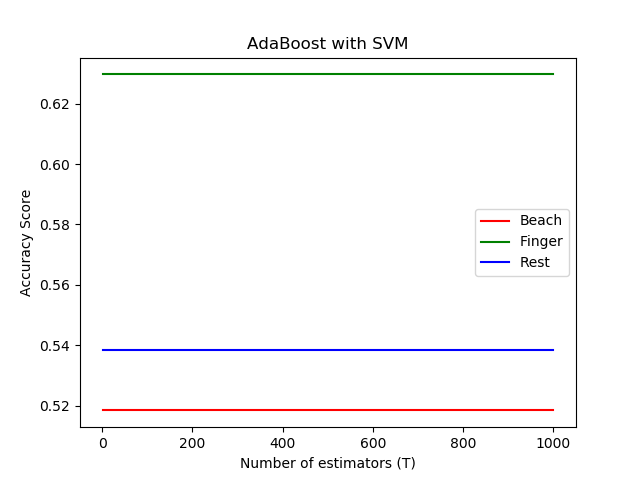 AdaBoost with SVM
Accuracy Score
0.62
0.60
0.58
0.56
0.54
0.52
Beach
Finger
Rest
0
200
400
600
800
1000
Number of estimators (T)